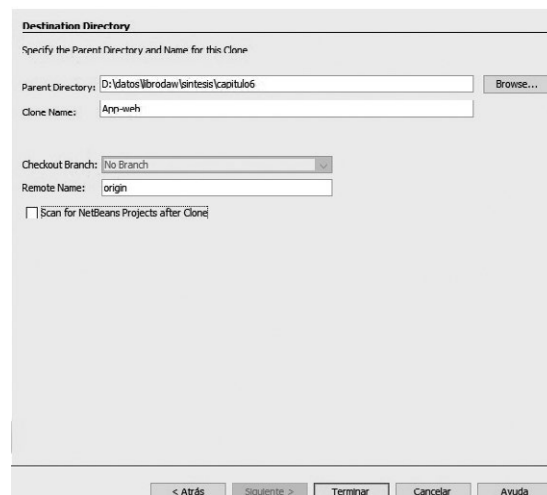 Destination Directory
Specify the Parent Directory and Name for this Clone
Parent Directory: D:\datos\librodaw\sintesis\capitulo6 Browse...
Clone Name: App-web
Checkout Branch: No Branch
Remote Name: origin
Scan for NetBeans Projects after Clone
< Atrás Siguiente > Terminar Cancelar Ayuda